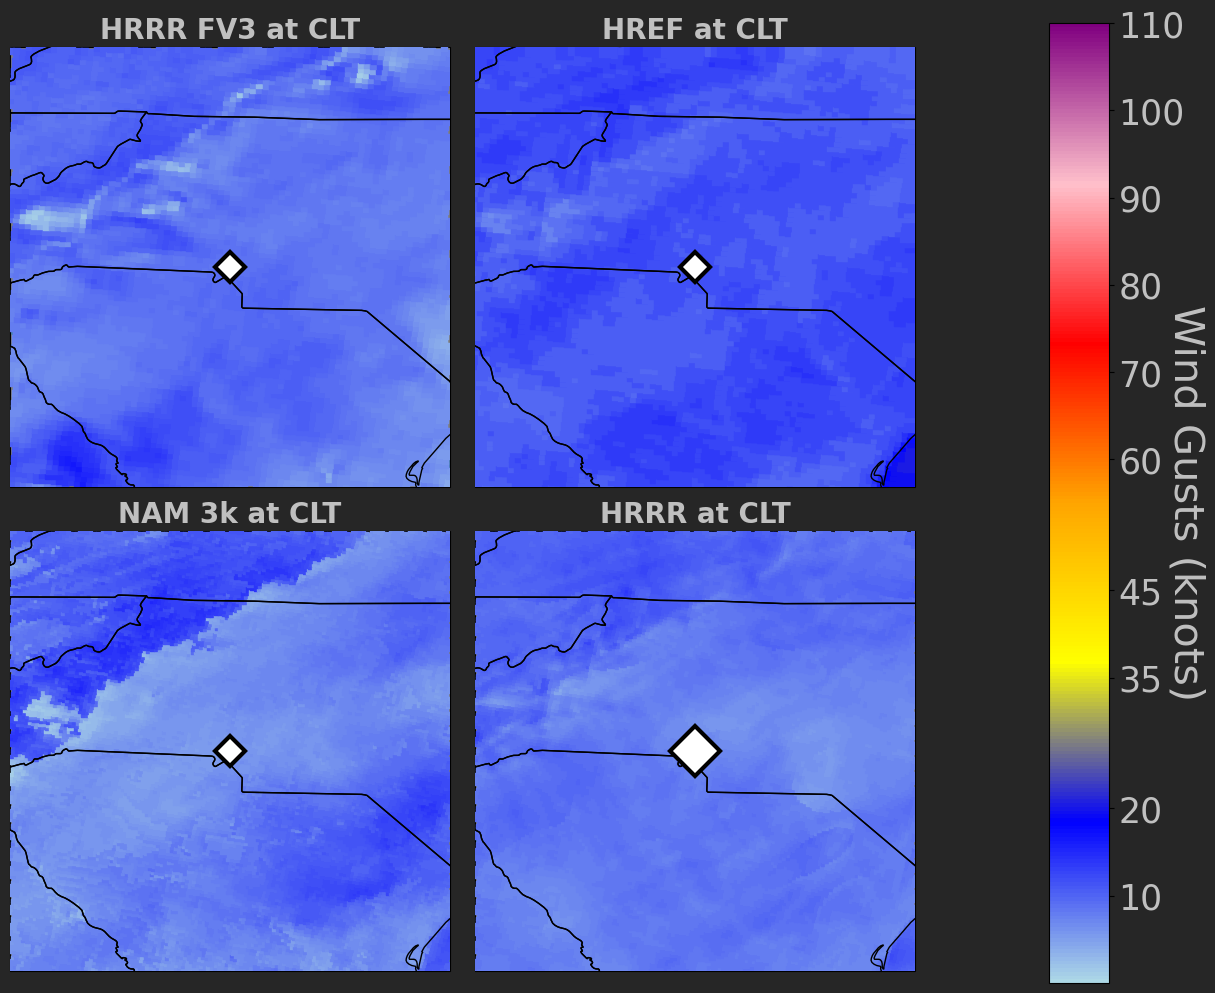 HRRR FV3 at CLT
HREF at CLT
NAM 3k at CLT
HRRR at CLT
110
100
90
80
70
60
45
35
20
10
Wind Gusts (knots)